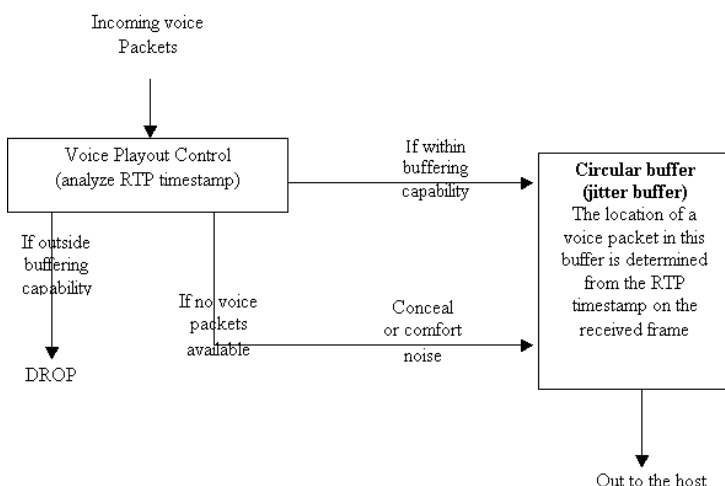 Incoming voice
Packets
Voice Playout Control
(analyze RTP timestamp)
If within
buffering
capability
Circular buffer
(jitter buffer)
The location of a
voice packet in this
buffer is determined
from the RTP
timestamp on the
received frame
If outside
buffering
capability
If no voice
packets
available
Conceal
or comfort
noise
DROP
Out to the host